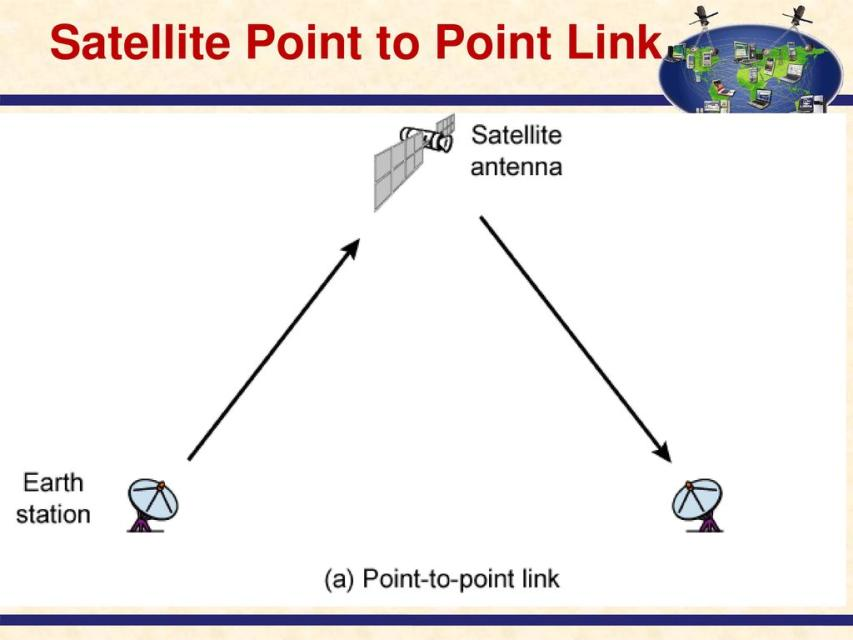 Satellite Point to Point Link
Satellite
antenna
Earth
station
(a) Point-to-point link